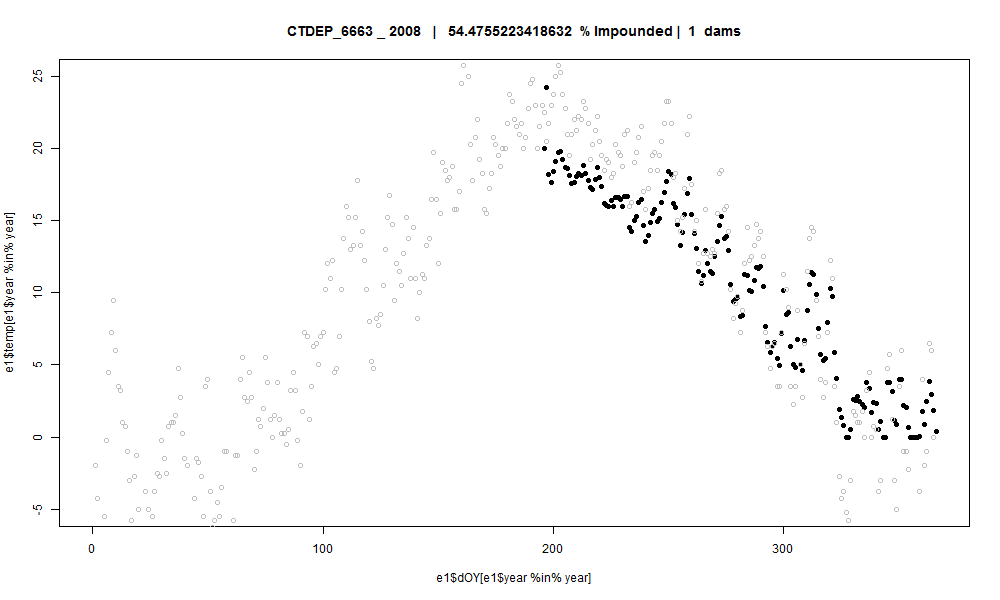 CTDEP_6663 _ 2008 | 54.4755223418632 % Impounded | 1 dams
e1$temp[e1$year %in% year]
25
20
15
10
5
0
-5
0 100 200 300
e1$dOY[e1$year %in% year]